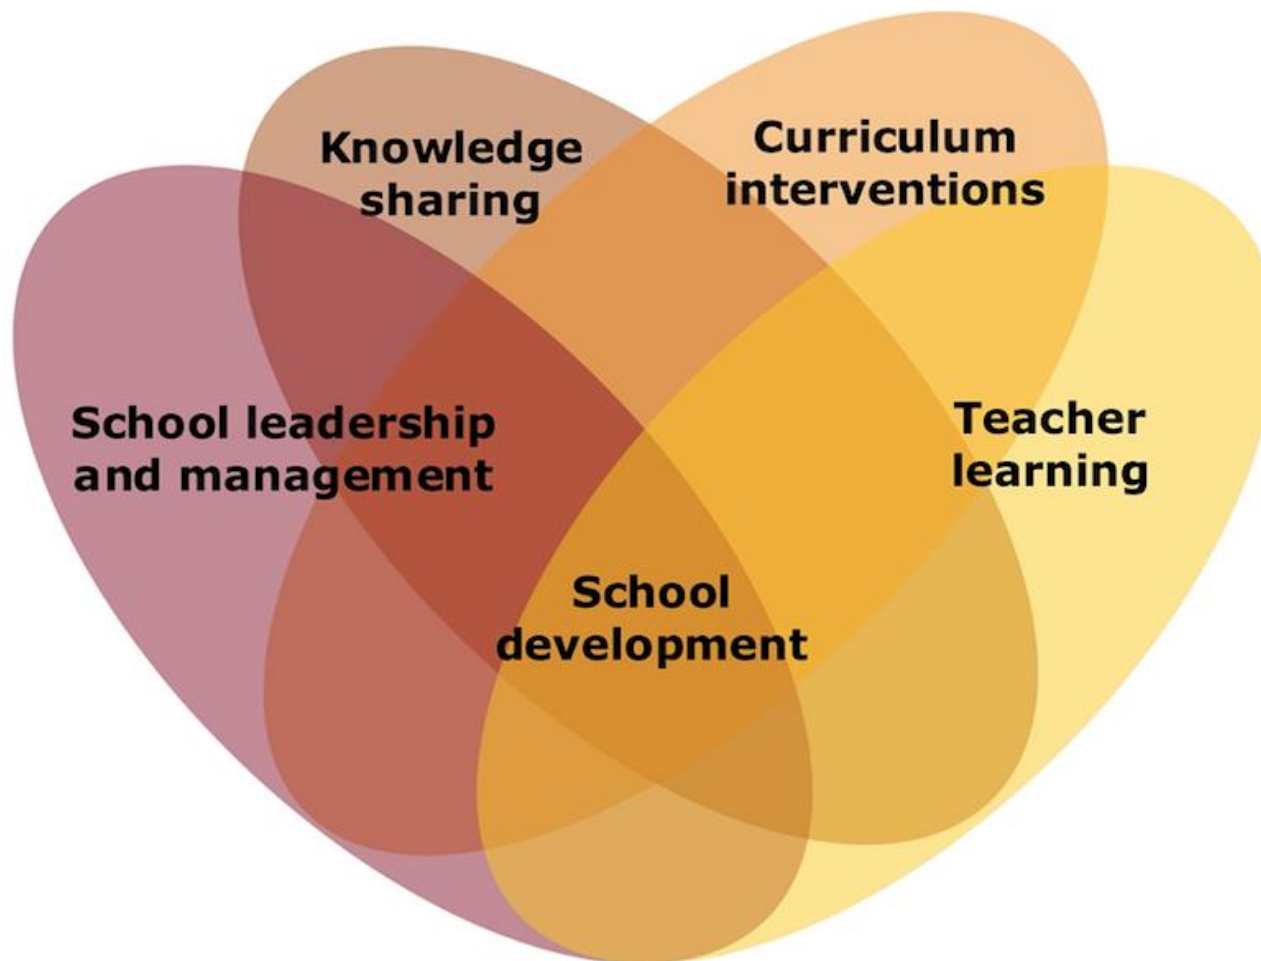 Knowledge
sharing
Curriculum
interventions
School leadership
and management
Teacher
learning
School
development